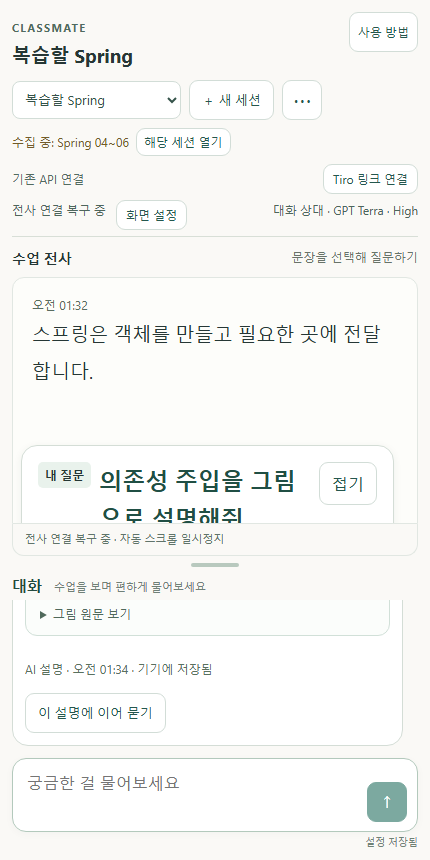 CLASSMATE
사용 방법
복습할 Spring
복습할 Spring
+ 새 세션
...
수집 중: Spring 04~06
해당 세션 열기
기존 API 연결
Tiro 링크 연결
전사 연결 복구 중
화면 설정
대화 상대 · GPT Terra · High
수업 전사
문장을 선택해 질문하기
오전 01:32
스프링은 객체를 만들고 필요한 곳에 전달
합니다.
내 질문
의존성 주입을 그림
으로 설명해줘
접기
전사 연결 복구 중 · 자동 스크롤 일시정지
대화
수업을 보며 편하게 물어보세요
▶ 그림 원문 보기
AI 설명 · 오전 01:34 · 기기에 저장됨
이 설명에 이어 묻기
궁금한 걸 물어보세요
↑
설정 저장됨